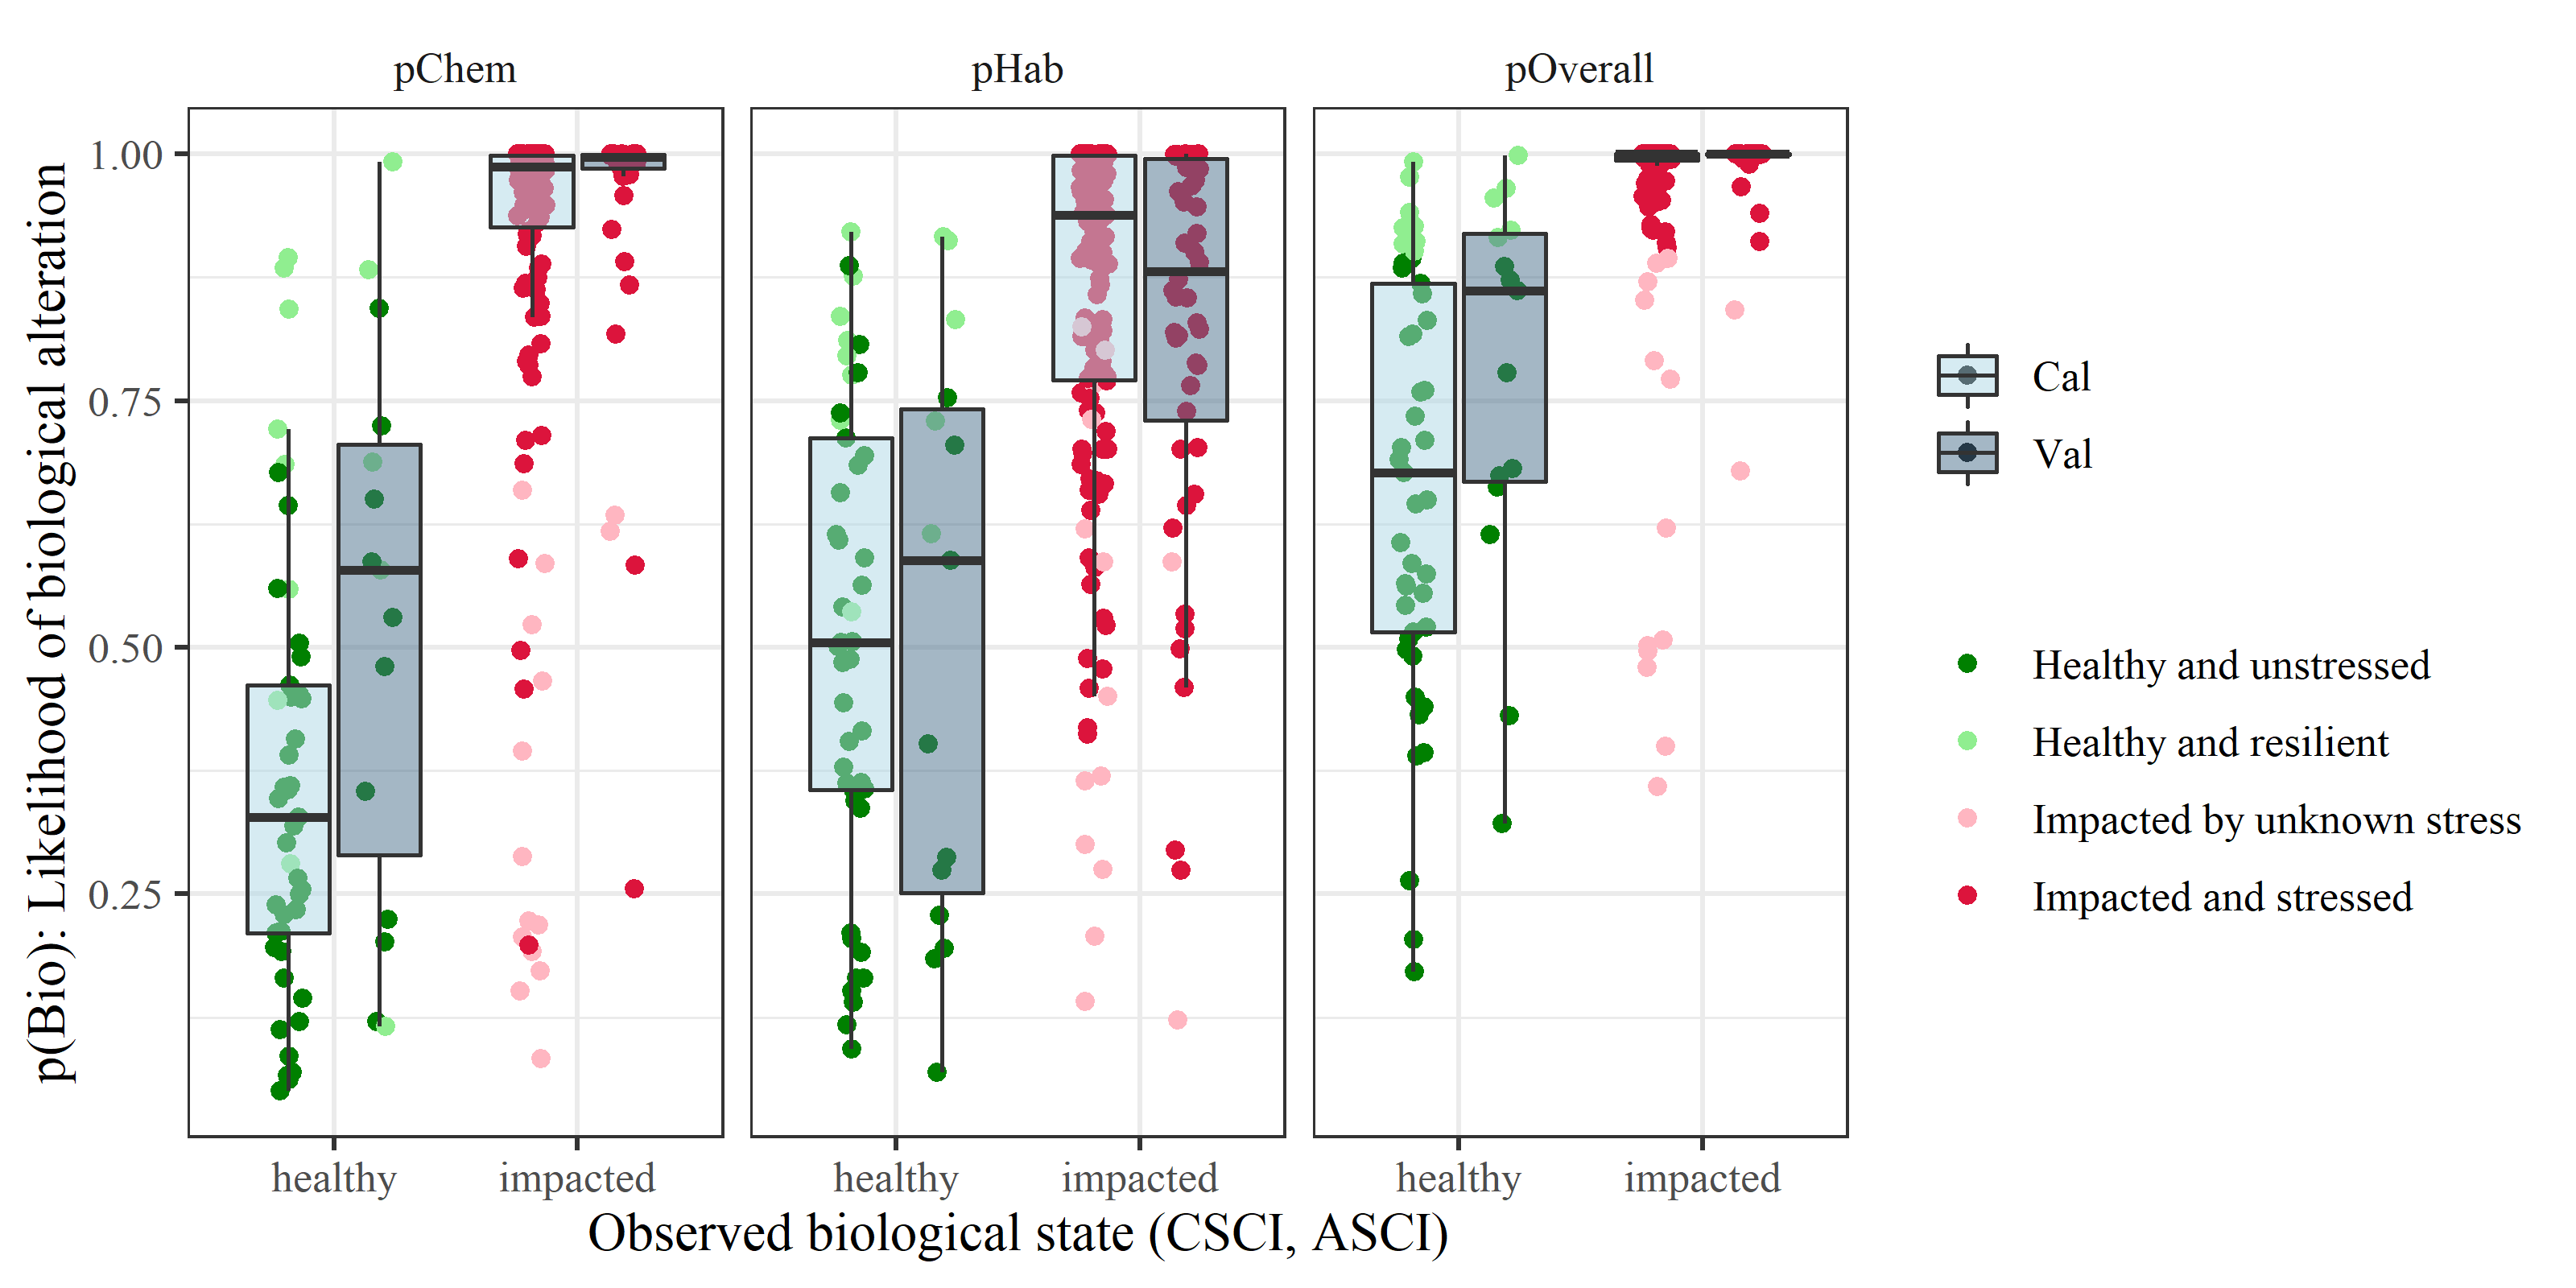 pChem pHab pOverall
p(Bio): Likelihood of biological alteration
1.00
0.75
0.50
0.25
healthy impacted healthy impacted healthy impacted
Observed biological state (CSCI, ASCI)
Cal
Val
Healthy and unstressed
Healthy and resilient
Impacted by unknown stress
Impacted and stressed